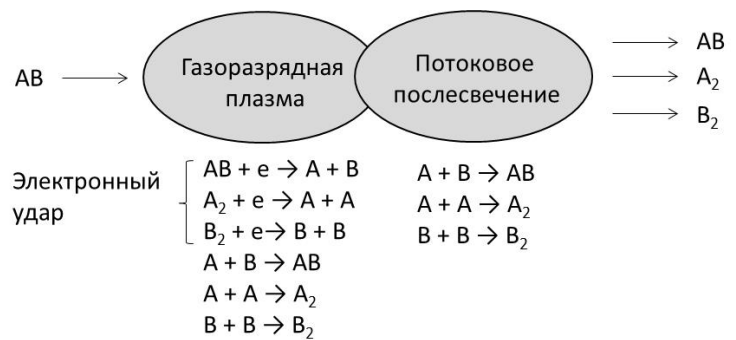 AB →
Газоразрядная
плазма
Потоковое
послесвечение
→ AB
→ A₂
→ B₂
Электронный
удар
AB + e → A + B
A₂ + e → A + A
B₂ + e→ B + B
A + B → AB
A + A → A₂
B + B → B₂
A + B → AB
A + A → A₂
B + B → B₂